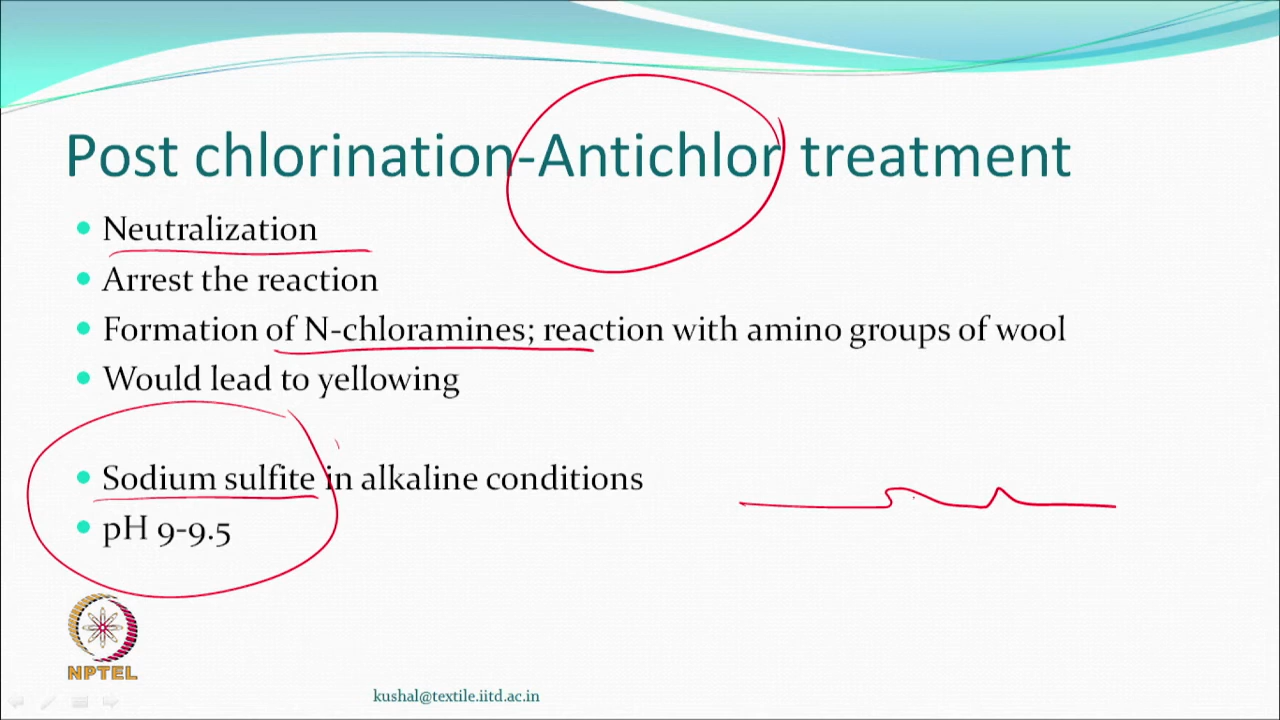 Post chlorination-Antichlor treatment
Neutralization
Arrest the reaction
Formation of N-chloramines; reaction with amino groups of wool
Would lead to yellowing
Sodium sulfite in alkaline conditions
pH 9-9.5
NPTEL
kushal@textile.iitd.ac.in